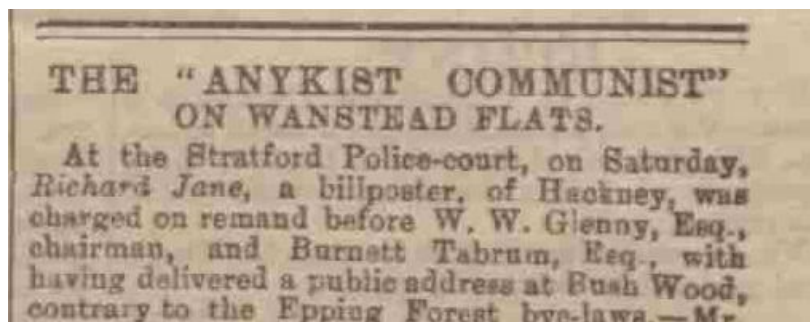 THE "ANYKIST COMMUNIST"
ON WANSTEAD FLATS.
At the Stratford Police-court, on Saturday,
Richard Jane, a billposter, of Hackney, was
charged on remand before W. W. Glenny, Esq.,
chairman, and Burnett Tabrum, Esq., with
having delivered a public address at Bush Wood,
contrary to the Epping Forest bye-laws.—Mr.